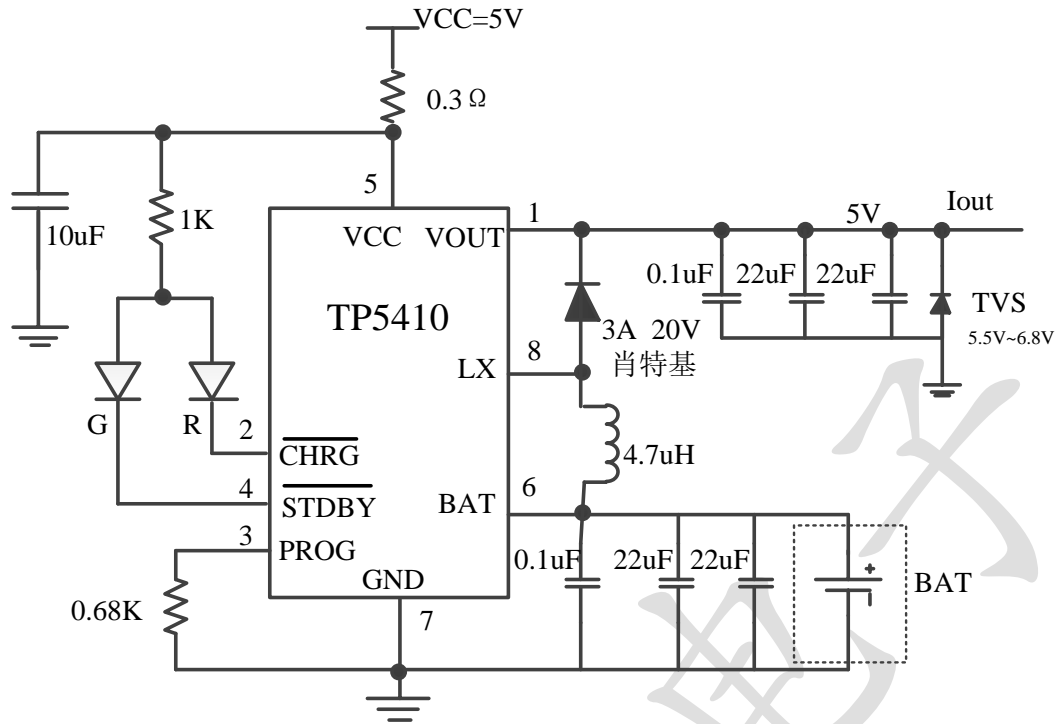 VCC=5V
0.3Ω
5
1K
10uF
VCC
VOUT
1
5V
Iout
0.1uF
22uF
22uF
TP5410
TVS
5.5V~6.8V
3A 20V
肖特基
8
LX
G
R
2
CHRG
4.7uH
4
STDBY
BAT
6
3
PROG
0.1uF
22uF
22uF
+
BAT
GND
7
0.68K
电子